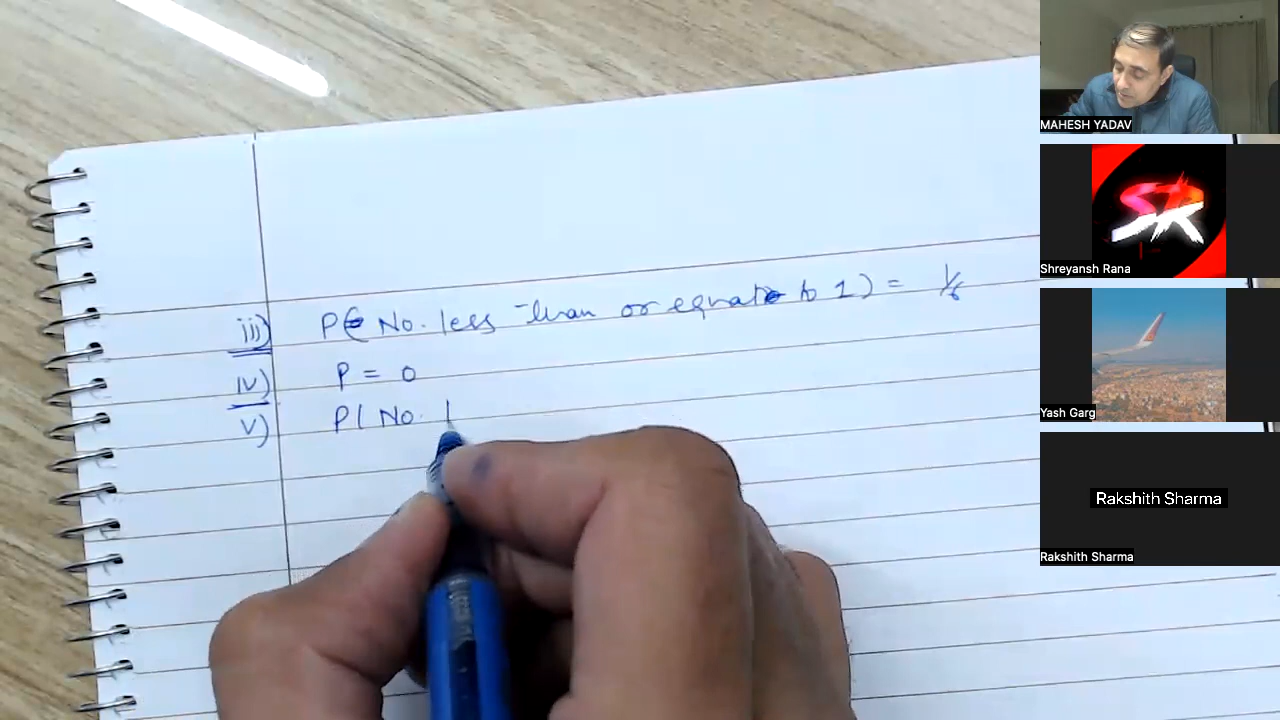 iii) P( No. less than or equal to 1) = 1/6
iv) P = 0
v) P( No. l
MAHESH YADAV
SR
Shreyansh Rana
Yash Garg
Rakshith Sharma
Rakshith Sharma